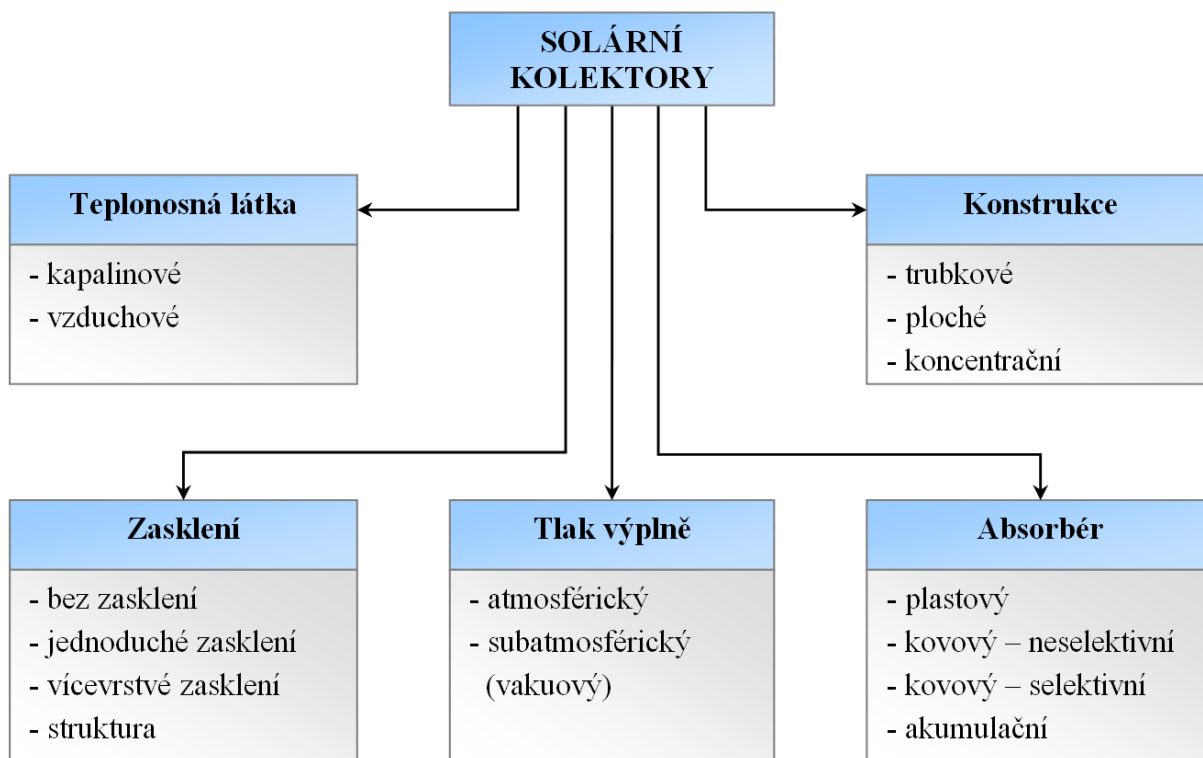 SOLÁRNÍ
KOLEKTORY
Teplonosná látka
- kapalinové
- vzduchové
Konstrukce
- trubkové
- ploché
- koncentrační
Zasklení
- bez zasklení
- jednoduché zasklení
- vícevrstvé zasklení
- struktura
Tlak výplně
- atmosférický
- subatmosférický
(vakuový)
Absorbér
- plastový
- kovový – neselektivní
- kovový – selektivní
- akumulační